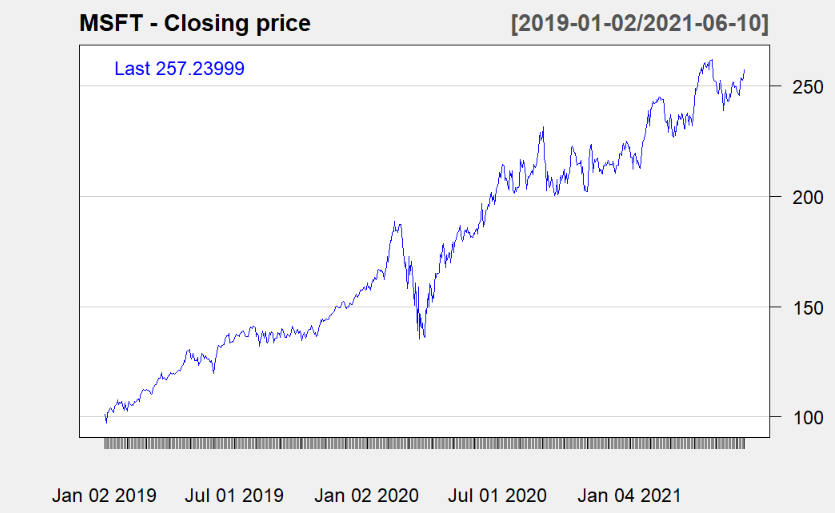 MSFT - Closing price [2019-01-02/2021-06-10]
Last 257.23999
250
200
150
100
Jan 02 2019 Jul 01 2019 Jan 02 2020 Jul 01 2020 Jan 04 2021